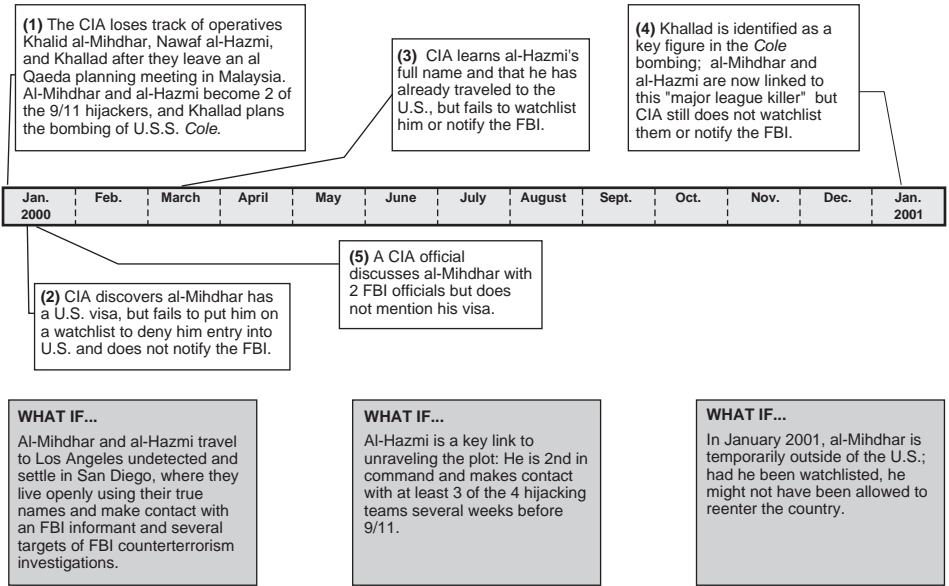 (1) The CIA loses track of operatives
Khalid al-Mihdhar, Nawaf al-Hazmi,
and Khallad after they leave an al
Qaeda planning meeting in Malaysia.
Al-Mihdhar and al-Hazmi become 2 of
the 9/11 hijackers, and Khallad plans
the bombing of U.S.S. Cole.
(3) CIA learns al-Hazmi's
full name and that he has
already traveled to the
U.S., but fails to watchlist
him or notify the FBI.
(4) Khallad is identified as a
key figure in the Cole
bombing; al-Mihdhar and
al-Hazmi are now linked to
this "major league killer" but
CIA still does not watchlist
them or notify the FBI.
Jan. Feb. March April May June July August Sept. Oct. Nov. Dec. Jan.
2000 2001
(2) CIA discovers al-Mihdhar has
a U.S. visa, but fails to put him on
a watchlist to deny him entry into
U.S. and does not notify the FBI.
(5) A CIA official
discusses al-Mihdhar with
2 FBI officials but does
not mention his visa.
WHAT IF...
Al-Mihdhar and al-Hazmi travel
to Los Angeles undetected and
settle in San Diego, where they
live openly using their true
names and make contact with
an FBI informant and several
targets of FBI counterterrorism
investigations.
WHAT IF...
Al-Hazmi is a key link to
unraveling the plot: He is 2nd in
command and makes contact
with at least 3 of the 4 hijacking
teams several weeks before
9/11.
WHAT IF...
In January 2001, al-Mihdhar is
temporarily outside of the U.S.;
had he been watchlisted, he
might not have been allowed to
reenter the country.